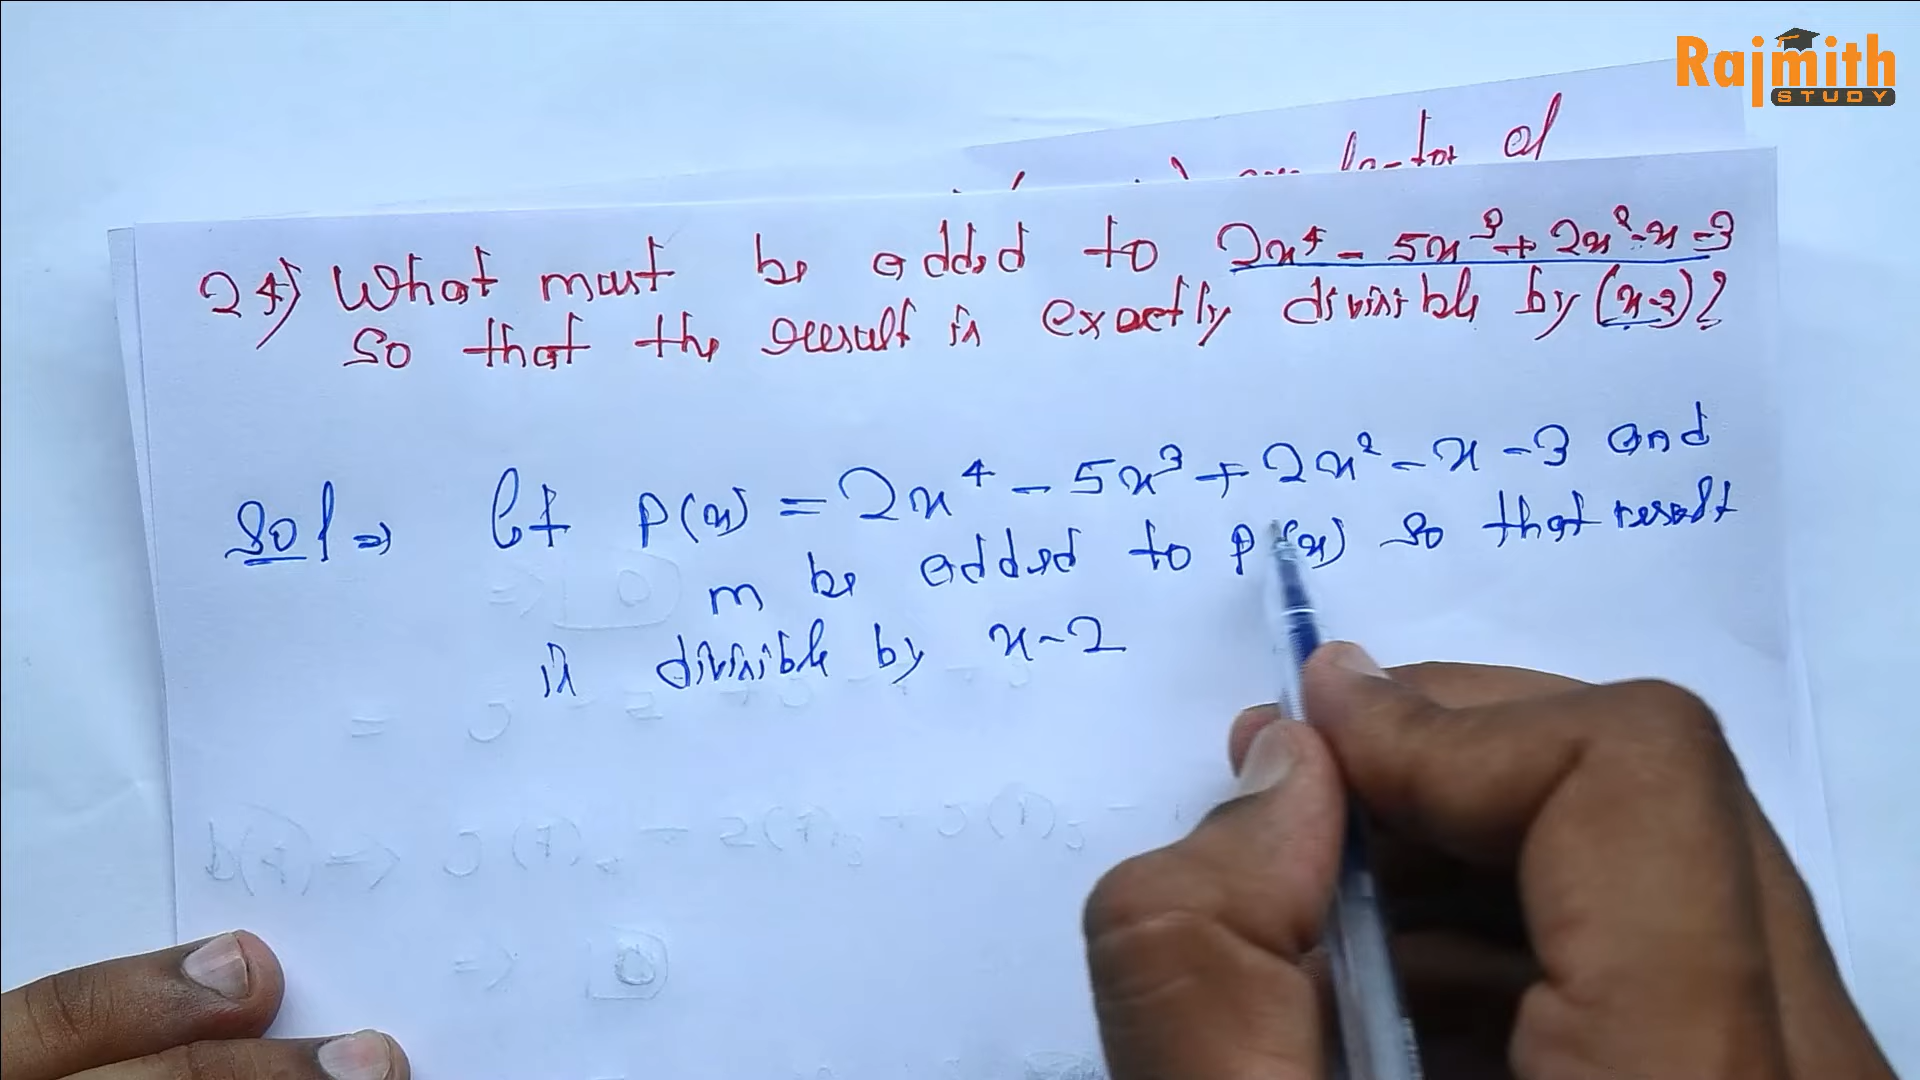 Rajmith
STUDY
of
24) What must be added to 2x⁴ - 5x³ + 2x² - x - 3
so that the result is exactly divisible by (x-2)?
Sol ⇒ let P(x) = 2x⁴ - 5x³ + 2x² - x - 3 and
m be added to P(x) so that result
is divisible by x-2